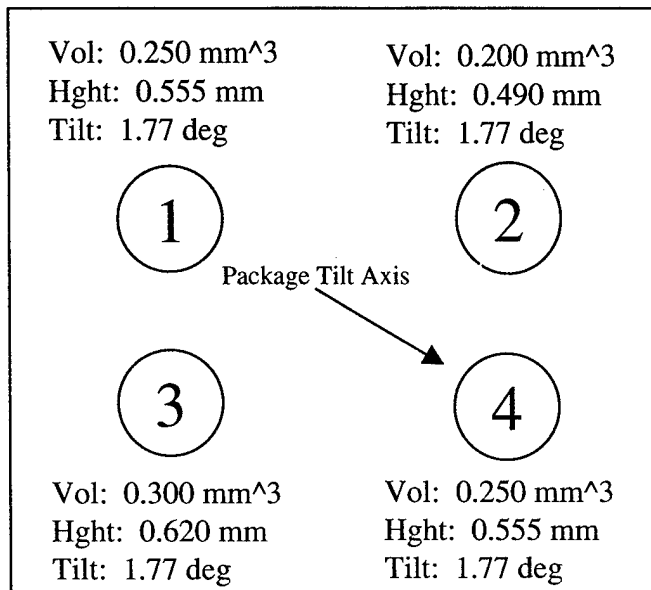 Vol: 0.250 mm^3
Hght: 0.555 mm
Tilt: 1.77 deg
Vol: 0.200 mm^3
Hght: 0.490 mm
Tilt: 1.77 deg
1
2
Package Tilt Axis
3
4
Vol: 0.300 mm^3
Hght: 0.620 mm
Tilt: 1.77 deg
Vol: 0.250 mm^3
Hght: 0.555 mm
Tilt: 1.77 deg